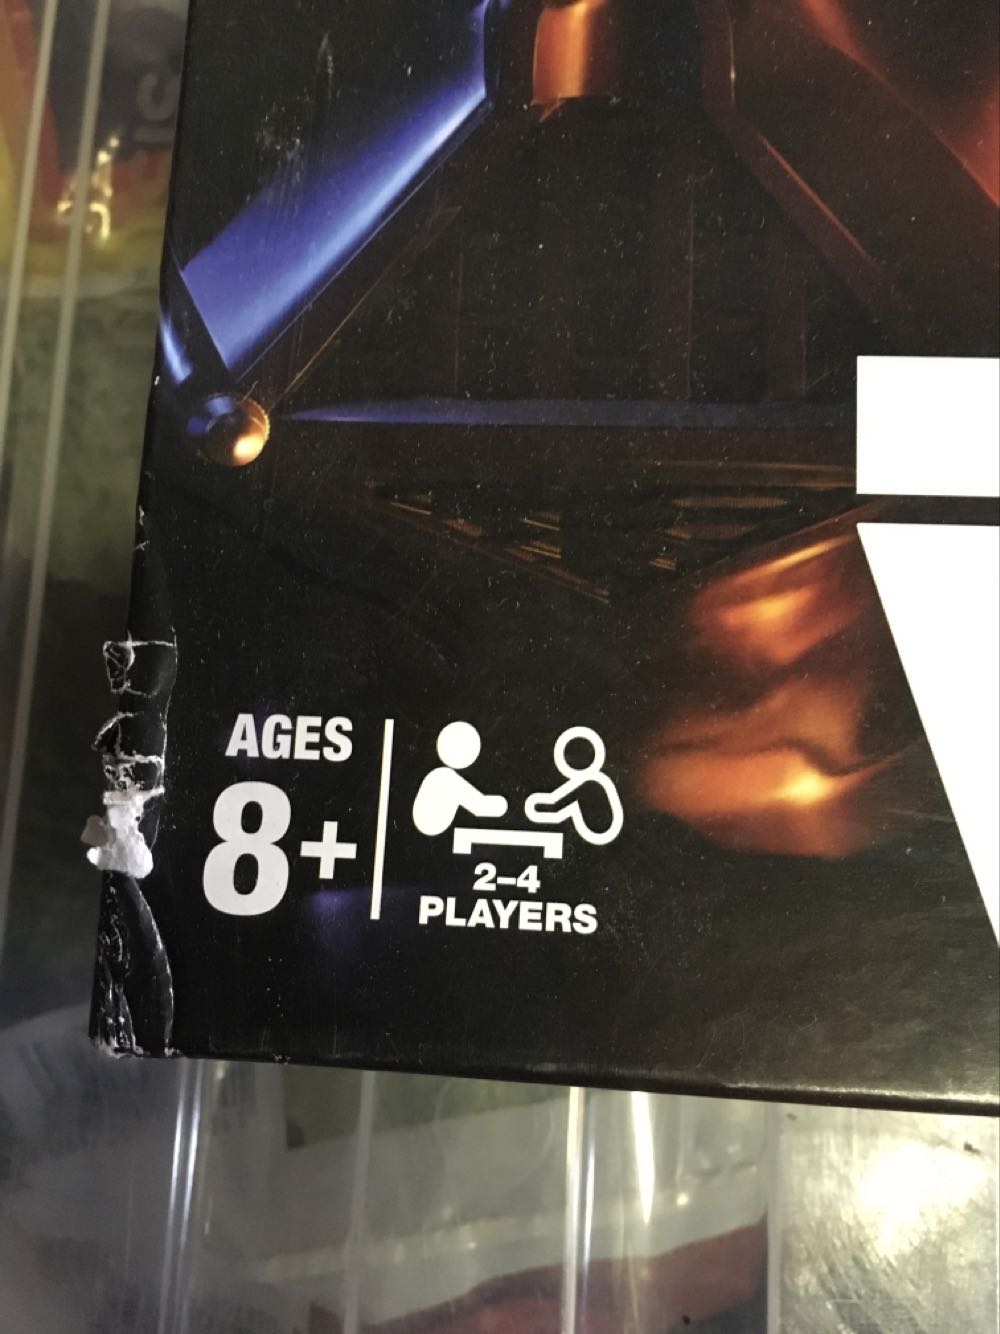 AGES
8+
2–4
PLAYERS